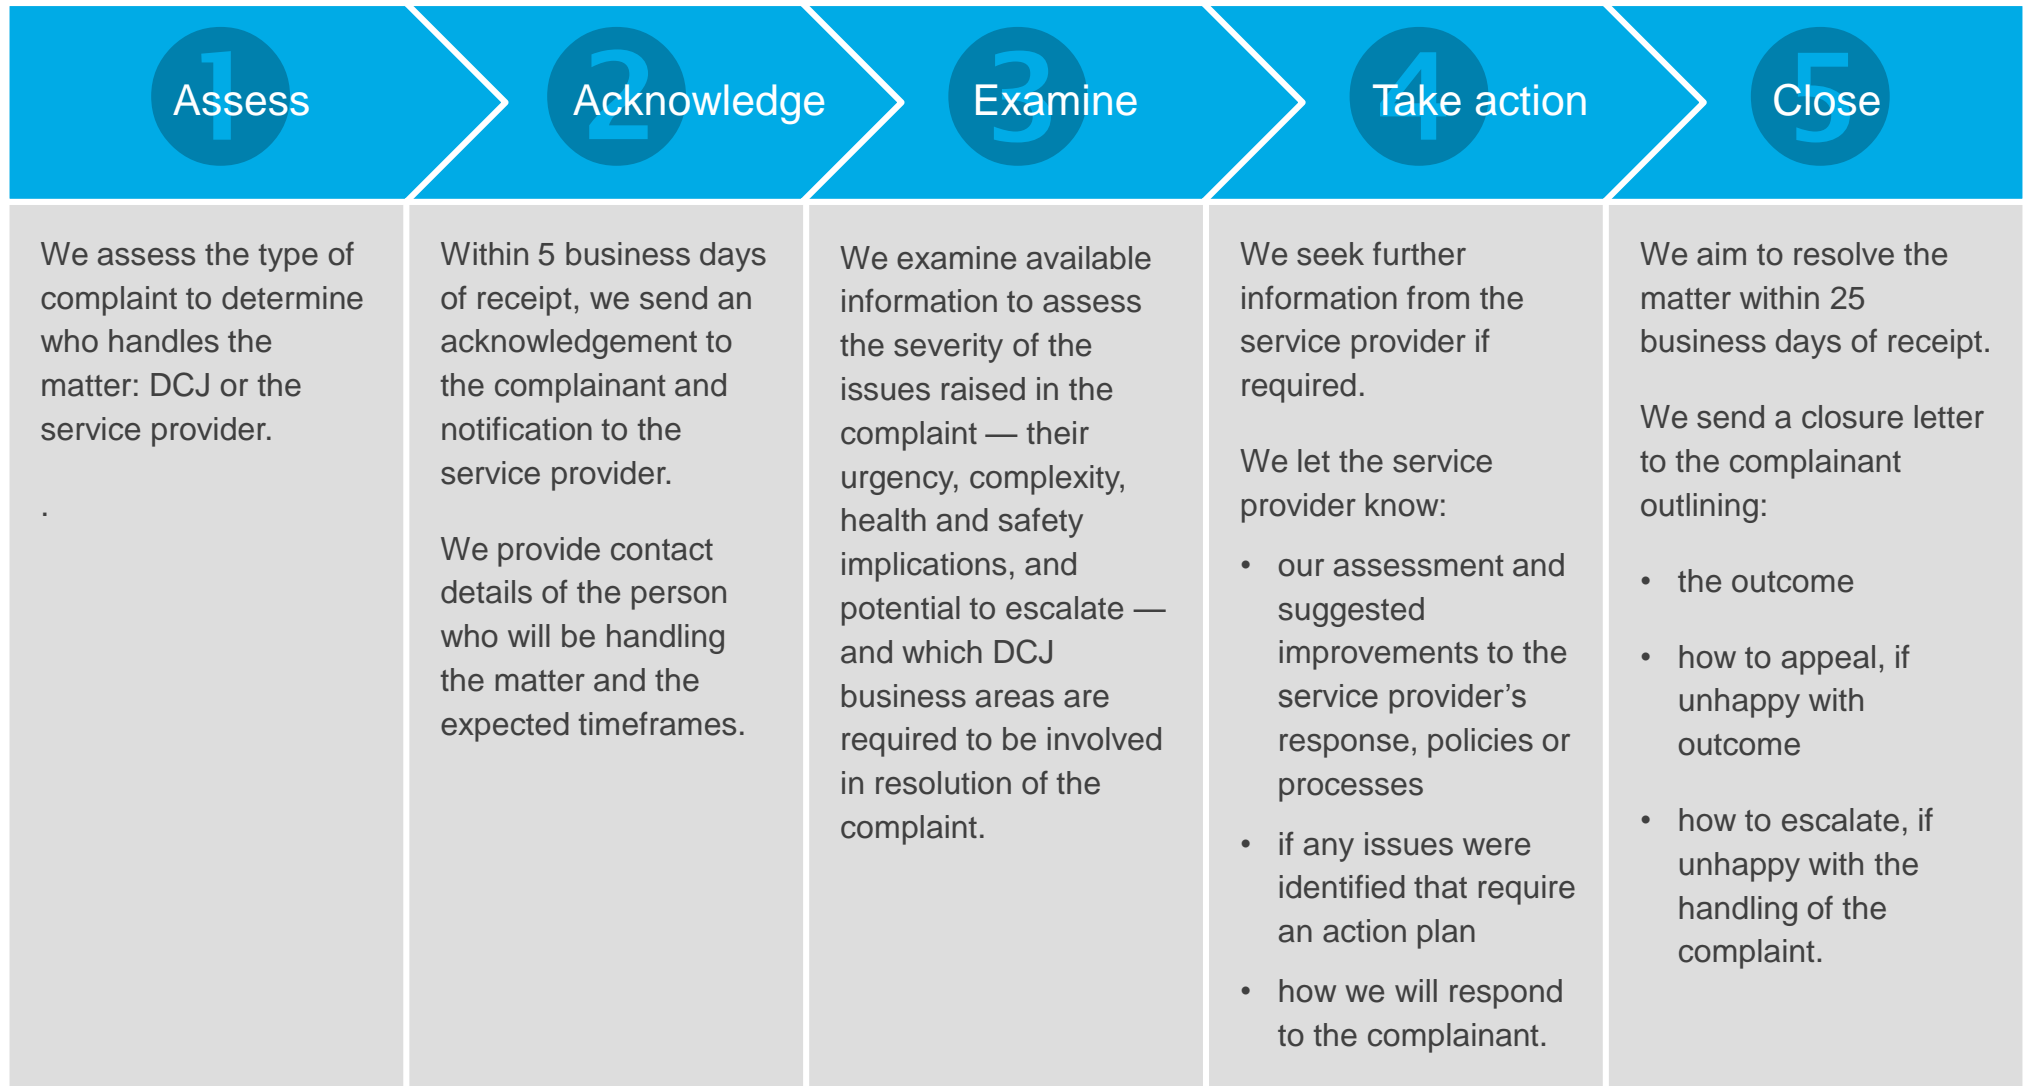 1
Assess
2
Acknowledge
3
Examine
4
Take action
5
Close
We assess the type of
complaint to determine
who handles the
matter: DCJ or the
service provider.
.
Within 5 business days
of receipt, we send an
acknowledgement to
the complainant and
notification to the
service provider.
We provide contact
details of the person
who will be handling
the matter and the
expected timeframes.
We examine available
information to assess
the severity of the
issues raised in the
complaint — their
urgency, complexity,
health and safety
implications, and
potential to escalate —
and which DCJ
business areas are
required to be involved
in resolution of the
complaint.
We seek further
information from the
service provider if
required.
We let the service
provider know:
• our assessment and
suggested
improvements to the
service provider’s
response, policies or
processes
• if any issues were
identified that require
an action plan
• how we will respond
to the complainant.
We aim to resolve the
matter within 25
business days of receipt.
We send a closure letter
to the complainant
outlining:
• the outcome
• how to appeal, if
unhappy with
outcome
• how to escalate, if
unhappy with the
handling of the
complaint.